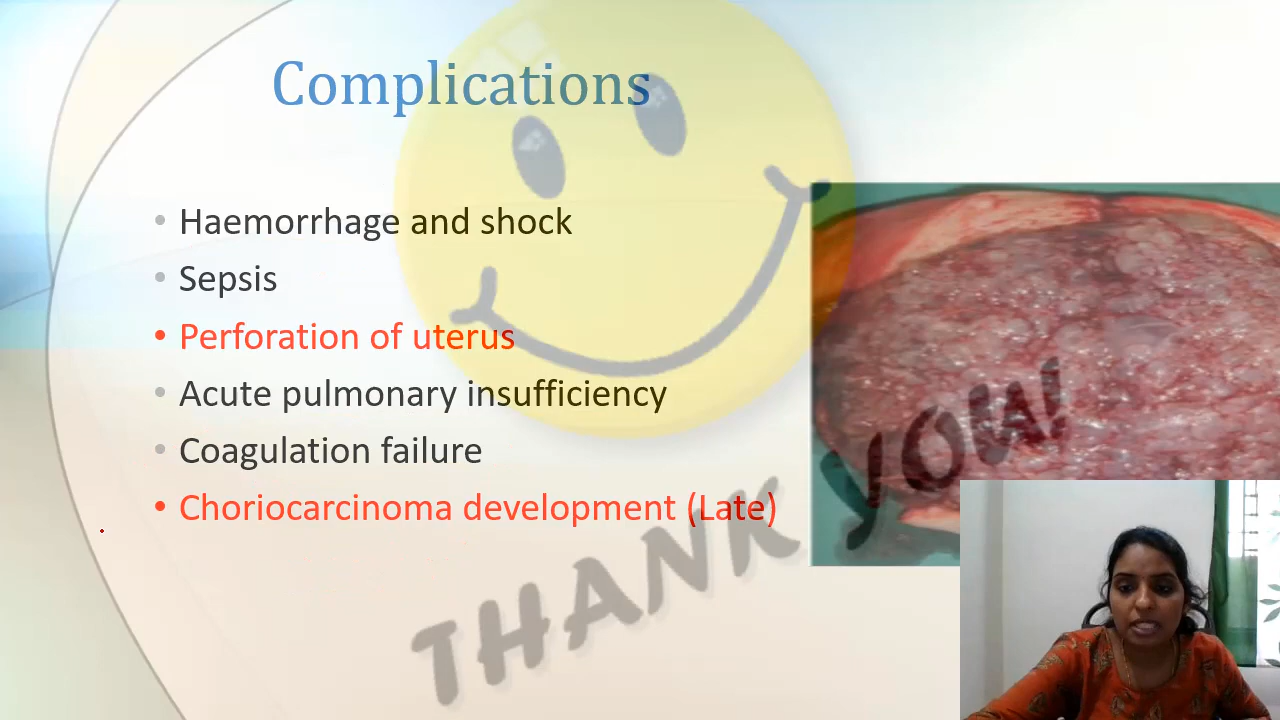 Complications
Haemorrhage and shock
Sepsis
Perforation of uterus
Acute pulmonary insufficiency
Coagulation failure
Choriocarcinoma development (Late)
THANK YOU!